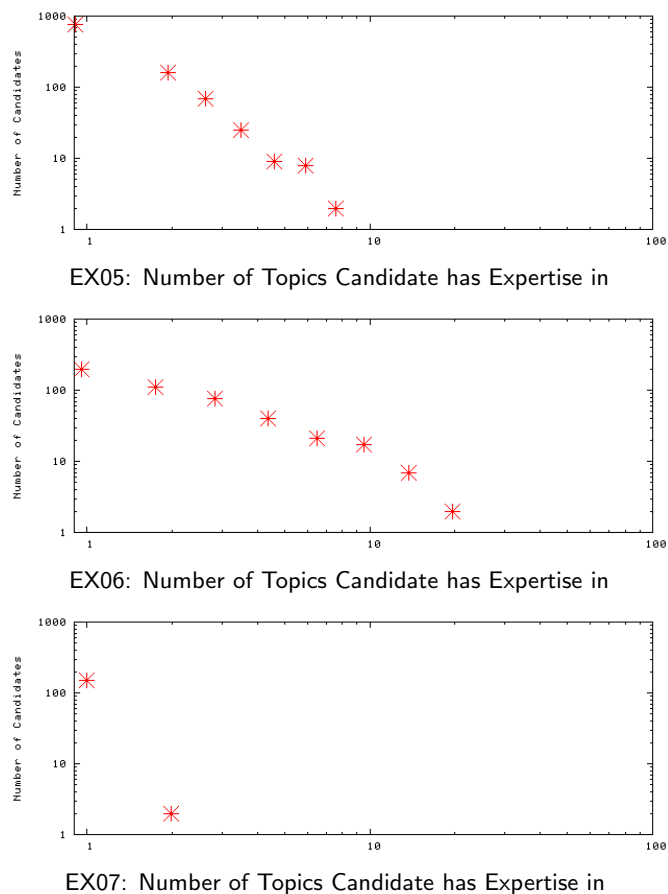 1000
100
10
1
Number of Candidates
1 10 100
EX05: Number of Topics Candidate has Expertise in
1000
100
10
1
Number of Candidates
1 10 100
EX06: Number of Topics Candidate has Expertise in
1000
100
10
1
Number of Candidates
1 10 100
EX07: Number of Topics Candidate has Expertise in